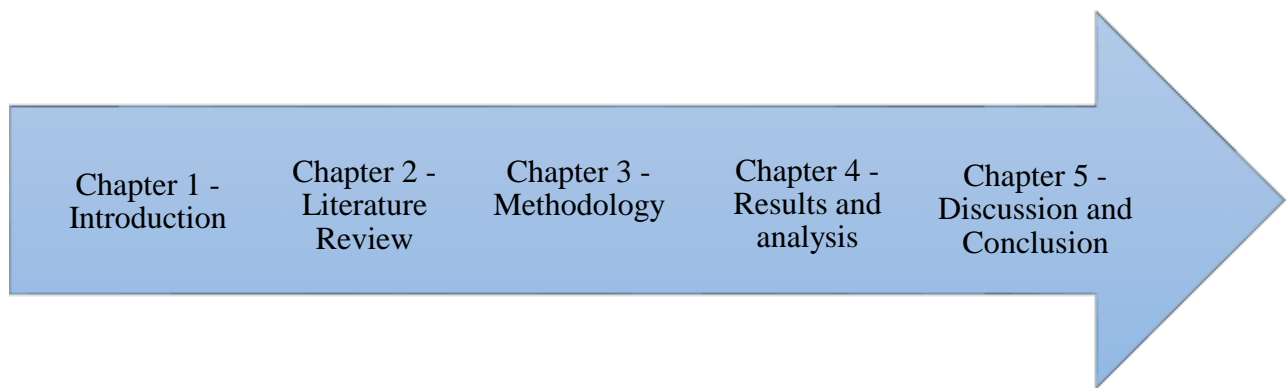 Chapter 1 -
Introduction
Chapter 2 -
Literature
Review
Chapter 3 -
Methodology
Chapter 4 -
Results and
analysis
Chapter 5 -
Discussion and
Conclusion